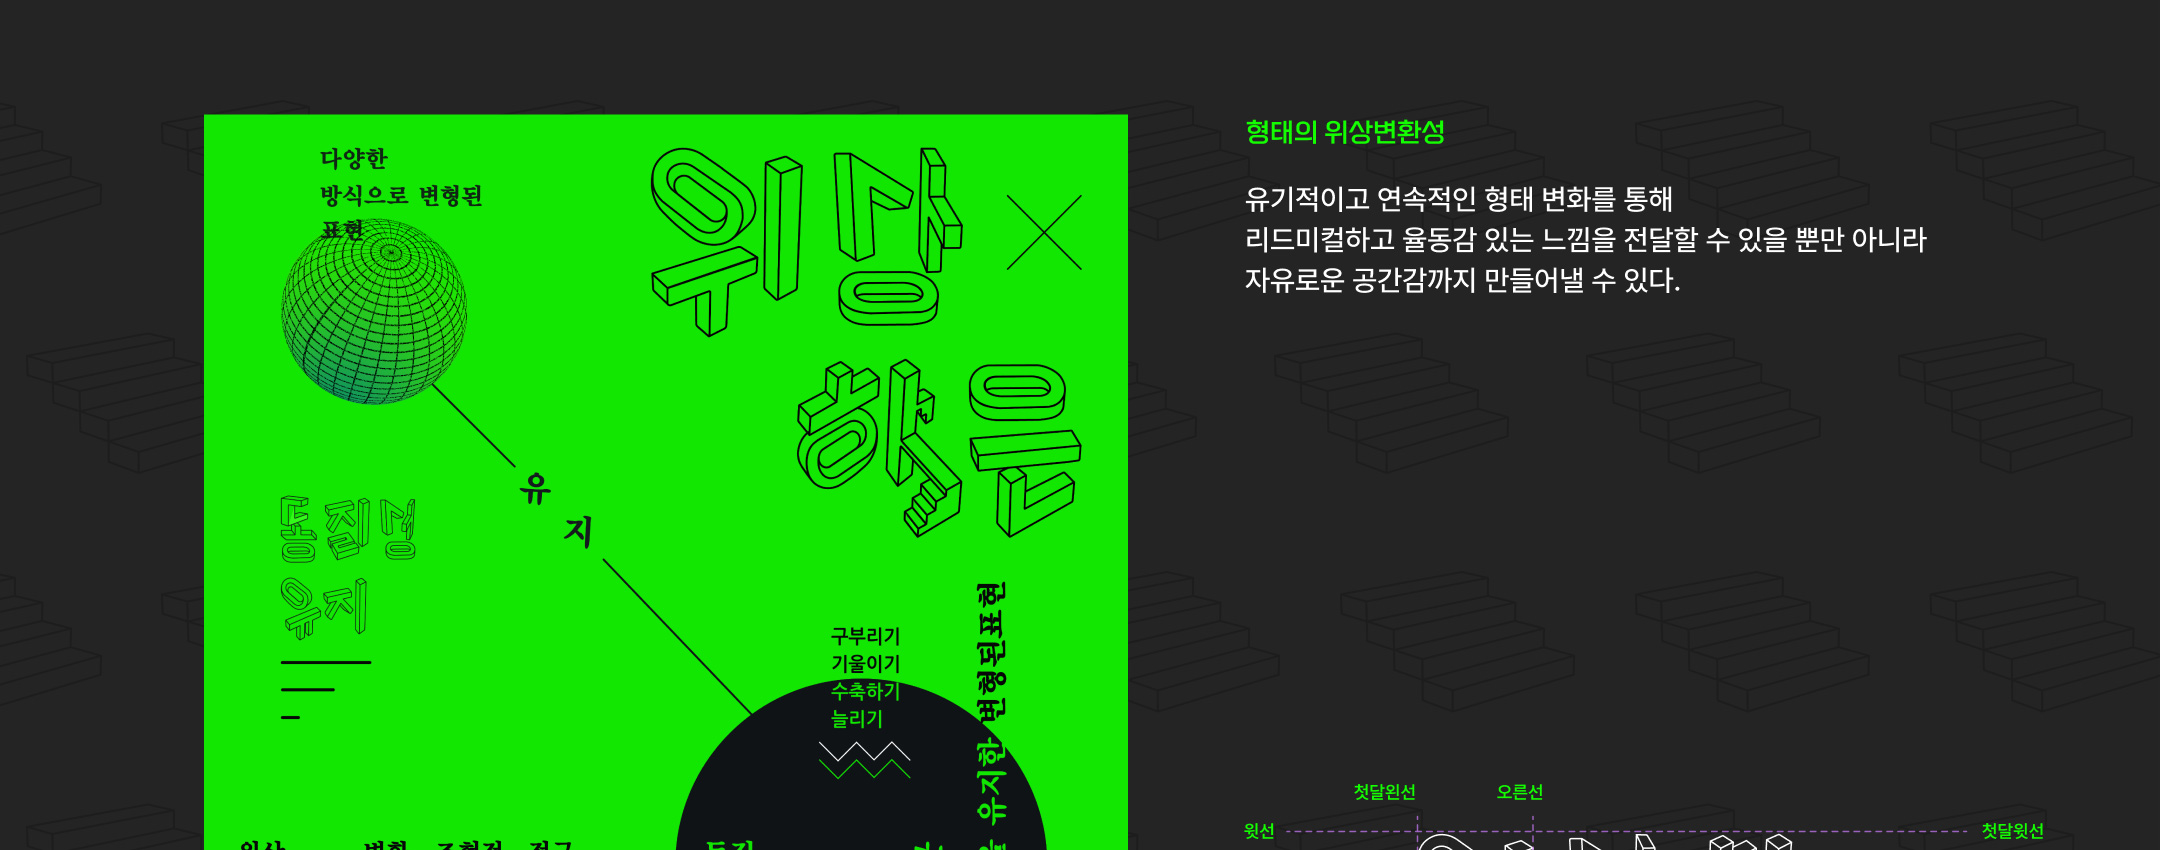 다양한
방식으로 변형된
표현
위상
학은
유
지
동질성
유지
구부리기
기울이기
수축하기
늘리기
유지한 변형된표현
형태의 위상변환성
유기적이고 연속적인 형태 변화를 통해
리드미컬하고 율동감 있는 느낌을 전달할 수 있을 뿐만 아니라
자유로운 공간감까지 만들어낼 수 있다.
첫닿왼선 오른선
윗선 첫닿윗선